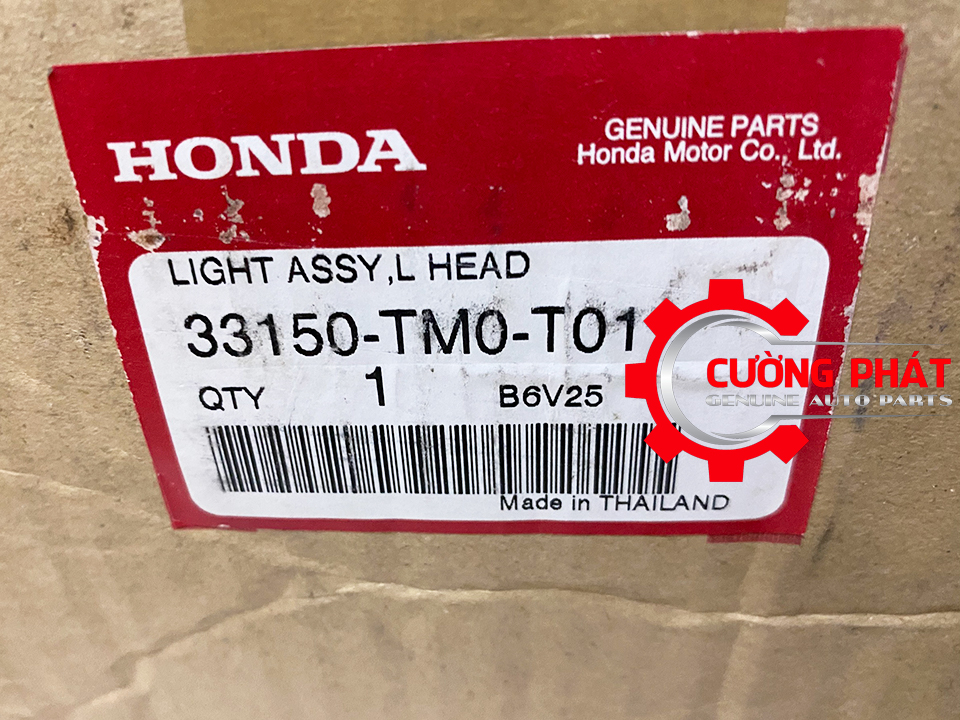 HONDA
GENUINE PARTS
Honda Motor Co., Ltd.
LIGHT ASSY,L HEAD
33150-TM0-T01
QTY 1 B6V25
Made in THAILAND
CƯỜNG PHÁT
GENUINE AUTO PARTS